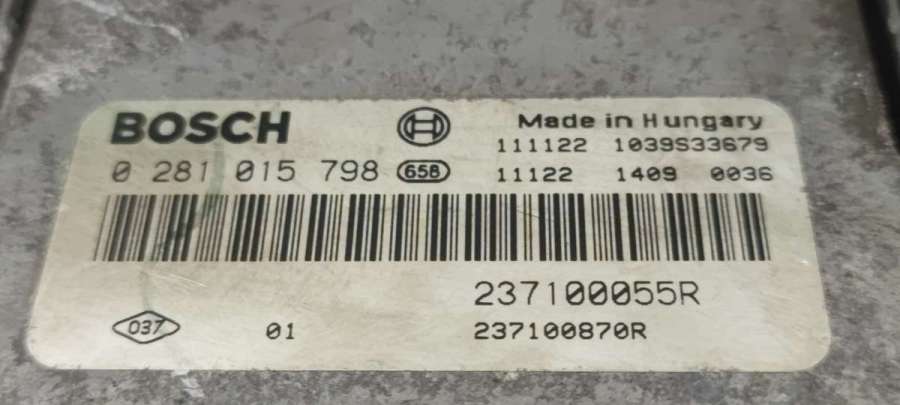 BOSCH
Made in Hungary
111122 1039S33679
0 281 015 798 658
11122 1409 0036
237100055R
037 01 237100870R